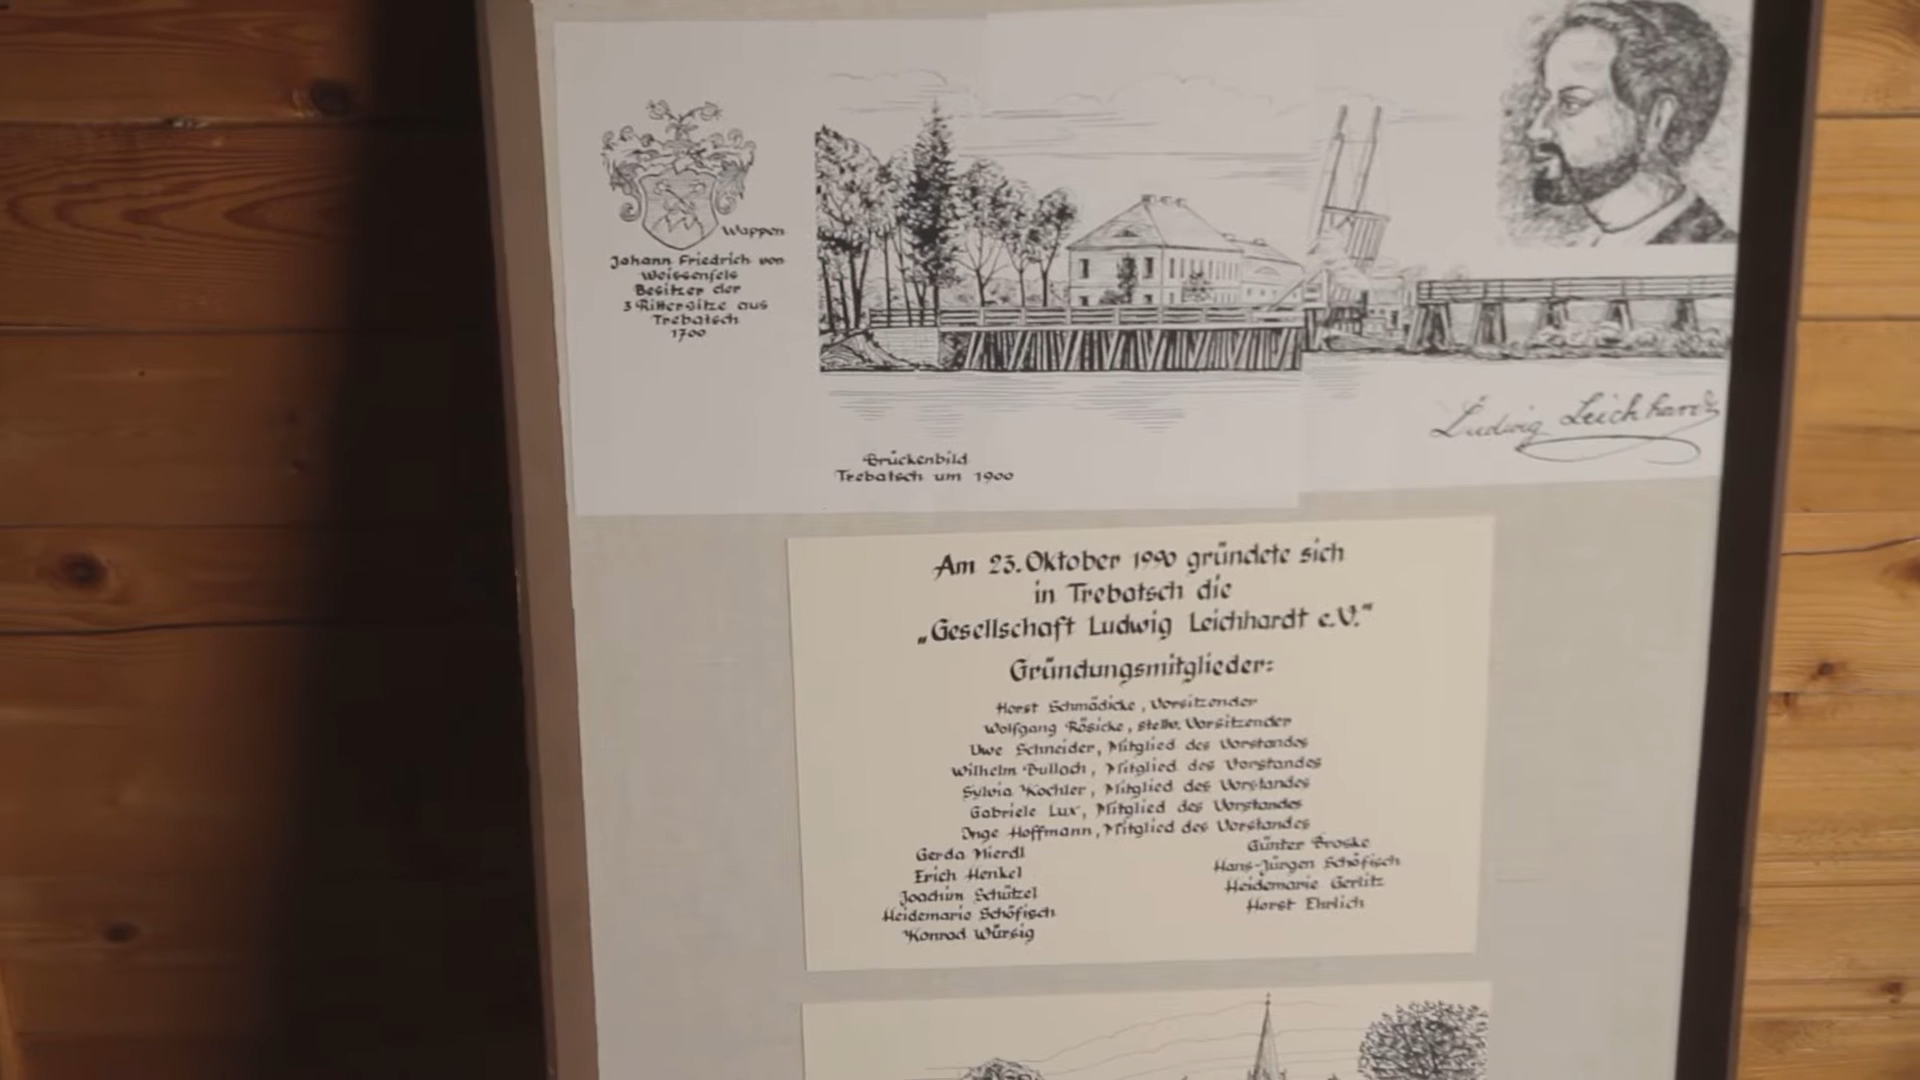 Wappen
Johann Friedrich von
Weissenfels
Besitzer der
3 Rittersitze aus
Trebatsch
1700
Brückenbild
Trebatsch um 1900
Ludwig Leichhardt
Am 23. Oktober 1990 gründete sich
in Trebatsch die
„Gesellschaft Ludwig Leichhardt e.V."
Gründungsmitglieder:
Horst Schmädicke, Vorsitzender
Wolfgang Rösicke, stellv. Vorsitzender
Uwe Schneider, Mitglied des Vorstandes
Wilhelm Bullach, Mitglied des Vorstandes
Sylvia Kochler, Mitglied des Vorstandes
Gabriele Lux, Mitglied des Vorstandes
Inge Hoffmann, Mitglied des Vorstandes
Gerda Mierdl
Erich Henkel
Joachim Schützel
Heidemarie Schöfisch
Konrad Würsig
Günter Broske
Hans-Jürgen Schöfisch
Heidemarie Gerlitz
Horst Ehrlich